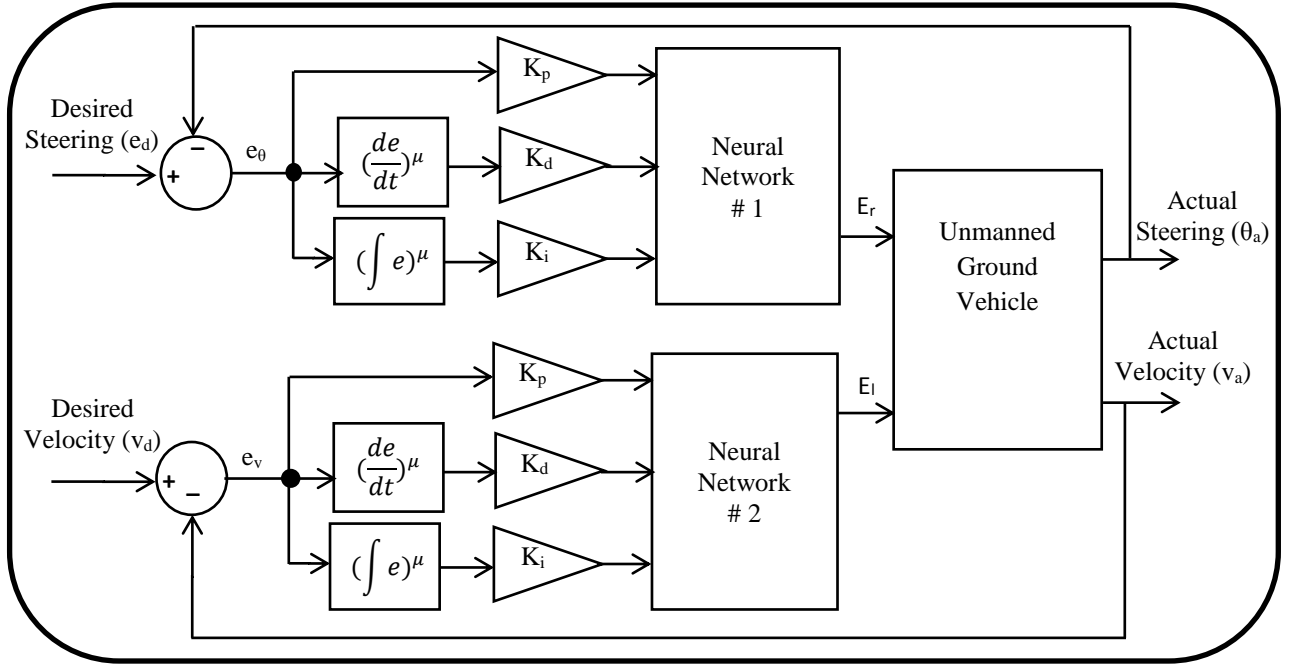 Desired
Steering (e_d)
−
+
e_θ
K_p
(de/dt)^μ
K_d
(∫ e)^μ
K_i
Neural
Network
# 1
E_r
Unmanned
Ground
Vehicle
Actual
Steering (θ_a)
Desired
Velocity (v_d)
+
−
e_v
K_p
(de/dt)^μ
K_d
(∫ e)^μ
K_i
Neural
Network
# 2
E_l
Actual
Velocity (v_a)